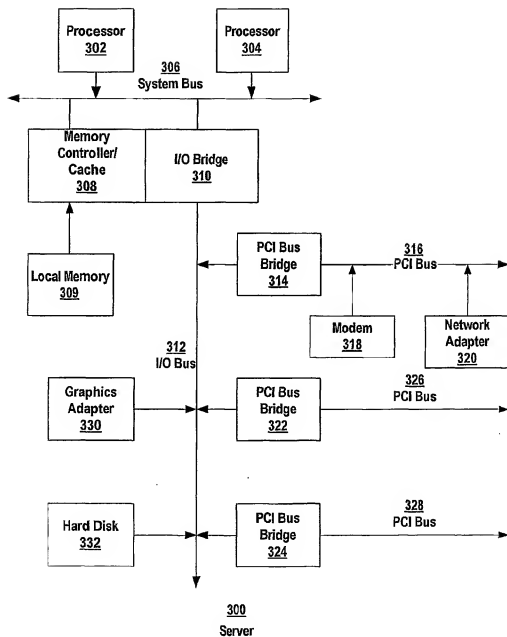 Processor
302
Processor
304
306
System Bus
Memory
Controller/
Cache
308
I/O Bridge
310
Local Memory
309
PCI Bus
Bridge
314
316
PCI Bus
Modem
318
Network
Adapter
320
312
I/O Bus
Graphics
Adapter
330
PCI Bus
Bridge
322
326
PCI Bus
Hard Disk
332
PCI Bus
Bridge
324
328
PCI Bus
300
Server